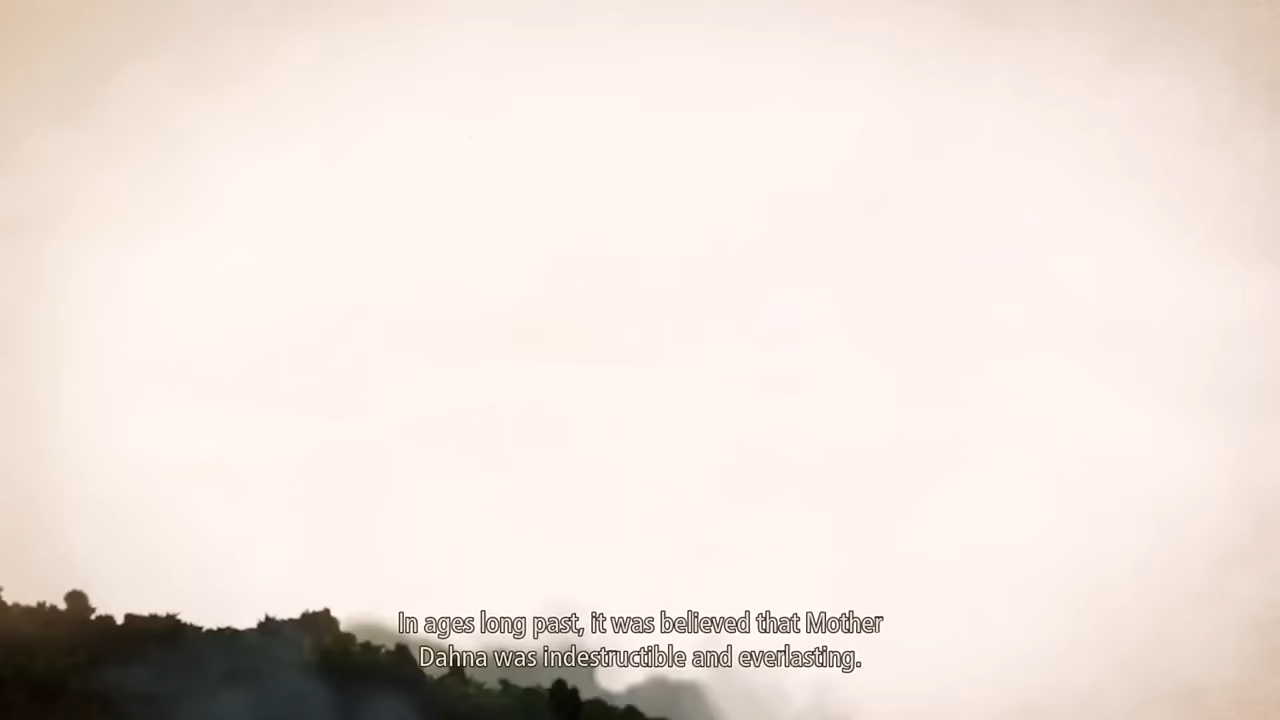 In ages long past, it was believed that Mother
Dahna was indestructible and everlasting.